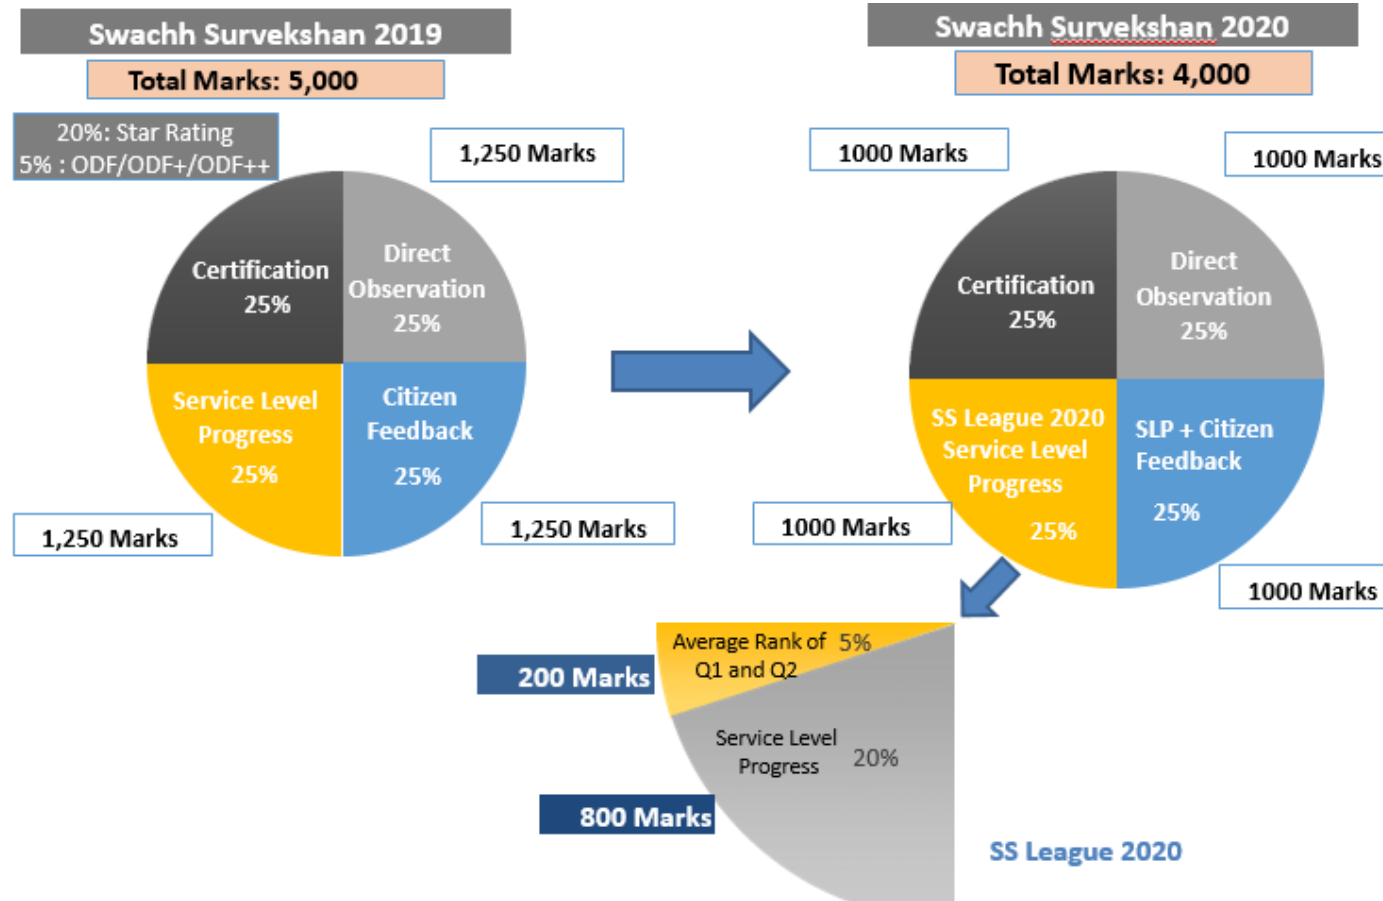 Swachh Survekshan 2019
Total Marks: 5,000
20%: Star Rating
5% : ODF/ODF+/ODF++
1,250 Marks
Certification
25%
Direct
Observation
25%
Service Level
Progress
25%
Citizen
Feedback
25%
1,250 Marks
1,250 Marks
Swachh Survekshan 2020
Total Marks: 4,000
1000 Marks
1000 Marks
Certification
25%
Direct
Observation
25%
SS League 2020
Service Level
Progress
25%
SLP + Citizen
Feedback
25%
1000 Marks
1000 Marks
Average Rank of
Q1 and Q2
5%
200 Marks
Service Level
Progress
20%
800 Marks
SS League 2020